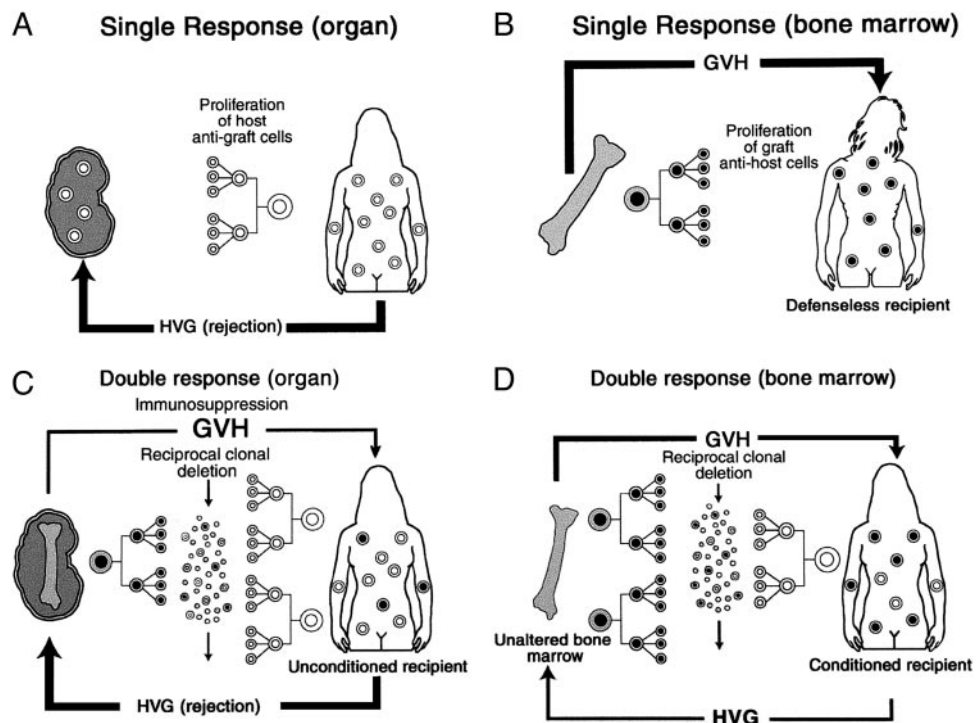 A
Single Response (organ)
Proliferation
of host
anti-graft cells
HVG (rejection)
B
Single Response (bone marrow)
GVH
Proliferation
of graft
anti-host cells
Defenseless recipient
C
Double response (organ)
Immunosuppression
GVH
Reciprocal clonal
deletion
Unconditioned recipient
HVG (rejection)
D
Double response (bone marrow)
GVH
Reciprocal clonal
deletion
Unaltered bone
marrow
Conditioned recipient
HVG